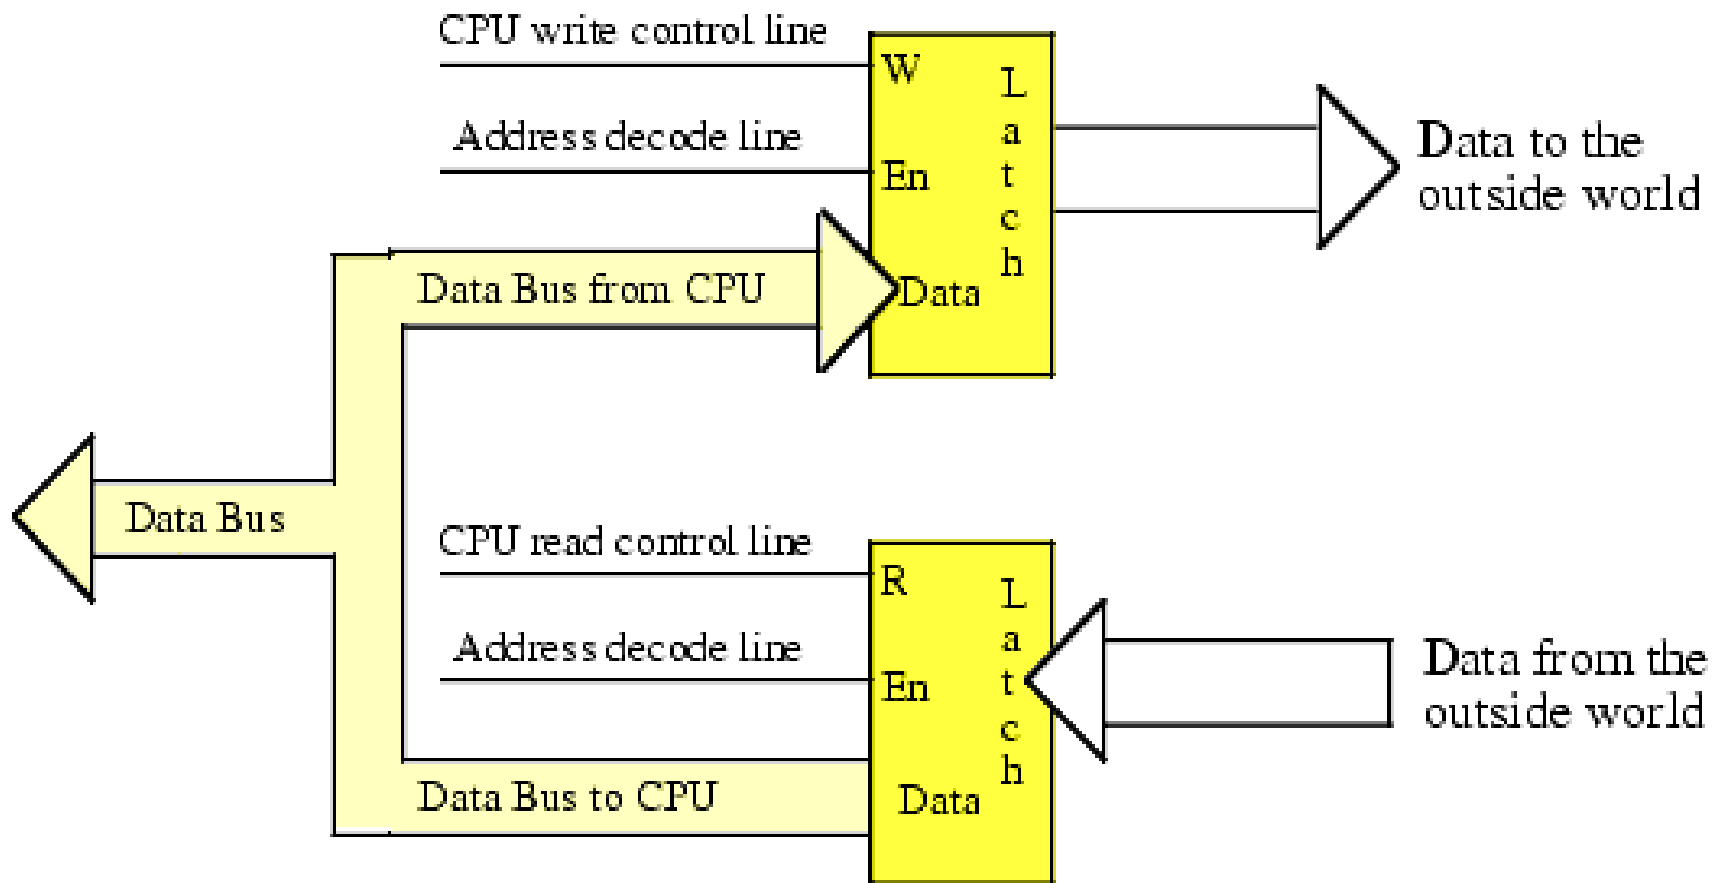 CPU write control line
W
Address decode line
En
Latch
Data to the
outside world
Data Bus from CPU
Data
Data Bus
CPU read control line
R
Address decode line
En
Latch
Data from the
outside world
Data Bus to CPU
Data